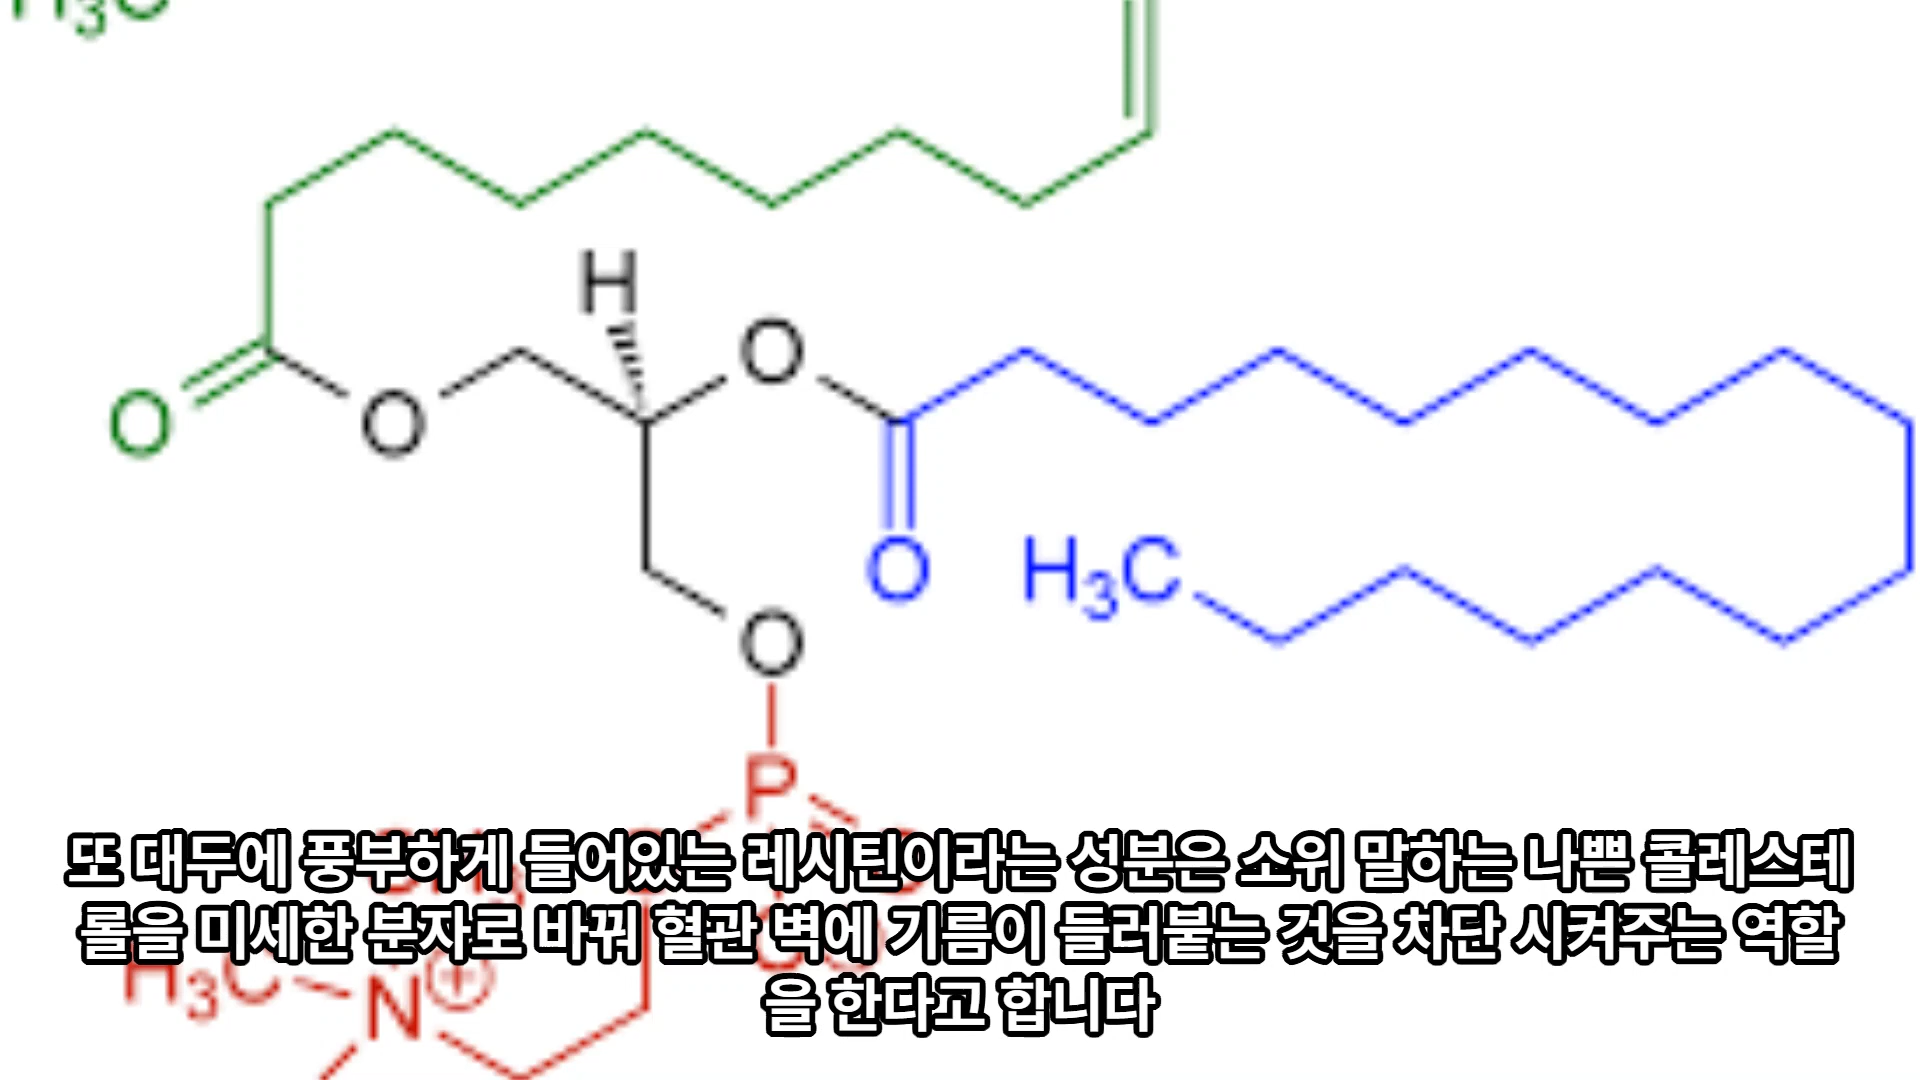 H₃C
H
O
O
O
O
H₃C
O
P
또 대두에 풍부하게 들어있는 레시틴이라는 성분은 소위 말하는 나쁜 콜레스테
롤을 미세한 분자로 바꿔 혈관 벽에 기름이 들러붙는 것을 차단 시켜주는 역할
을 한다고 합니다
H₃C
N⊕